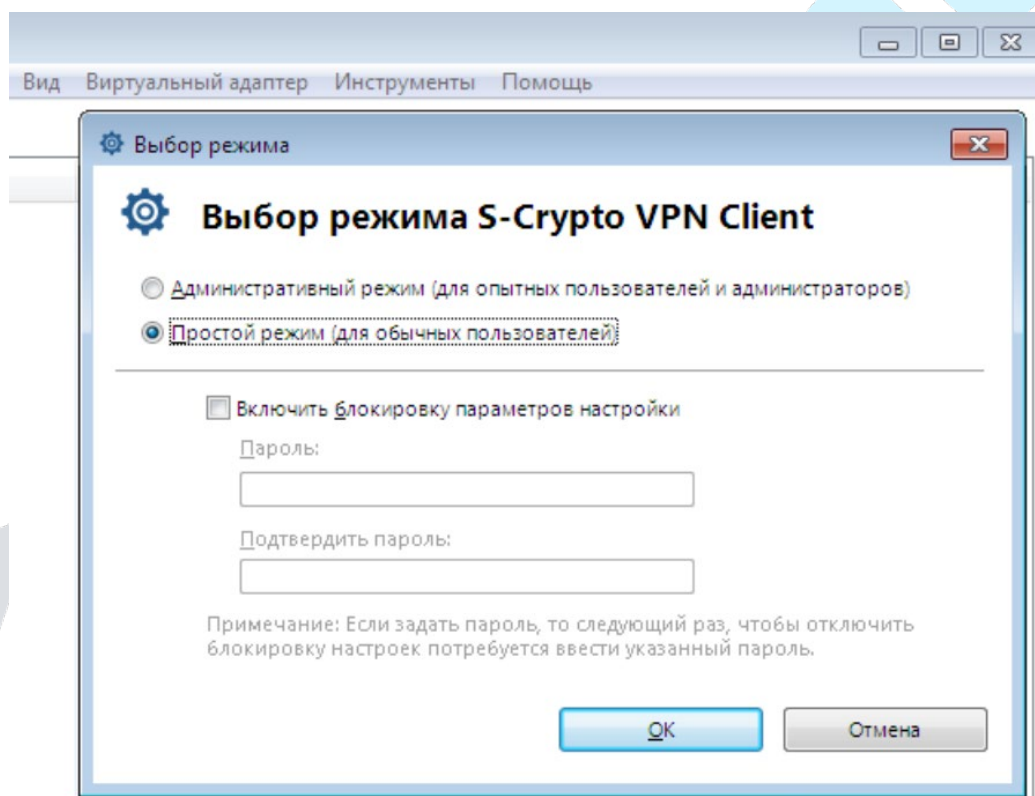 Вид Виртуальный адаптер Инструменты Помощь
Выбор режима
Выбор режима S-Crypto VPN Client
Административный режим (для опытных пользователей и администраторов)
Простой режим (для обычных пользователей)
Включить блокировку параметров настройки
Пароль:
Подтвердить пароль:
Примечание: Если задать пароль, то следующий раз, чтобы отключить
блокировку настроек потребуется ввести указанный пароль.
OK Отмена